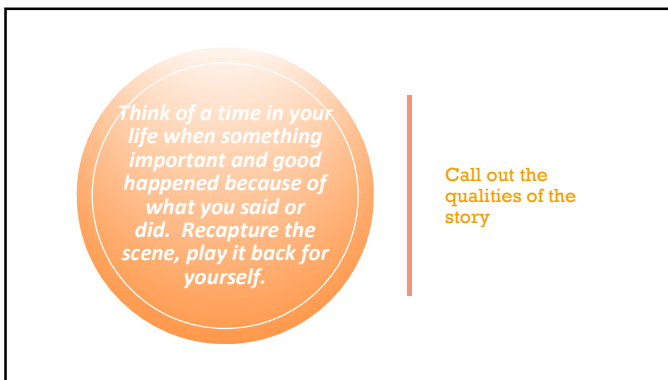 Think of a time in your
life when something
important and good
happened because of
what you said or
did.  Recapture the
scene, play it back for
yourself.
Call out the
qualities of the
story